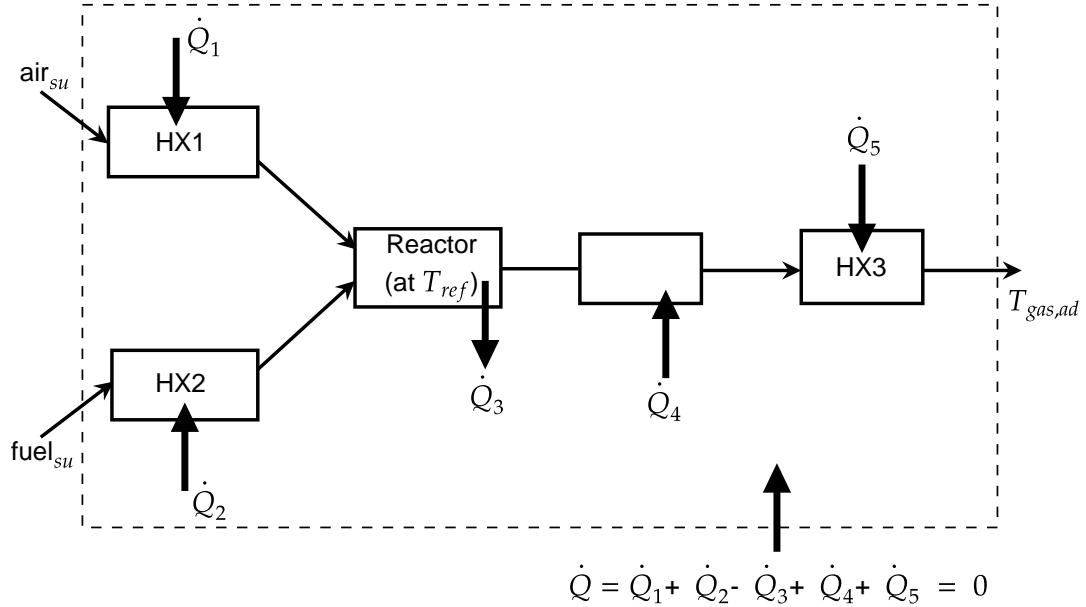 Q̇₁
air_su
HX1
Q̇₅
Reactor
(at T_ref)
HX3
T_gas,ad
HX2
Q̇₃
Q̇₄
fuel_su
Q̇₂
Q̇ = Q̇₁+ Q̇₂- Q̇₃+ Q̇₄+ Q̇₅ = 0